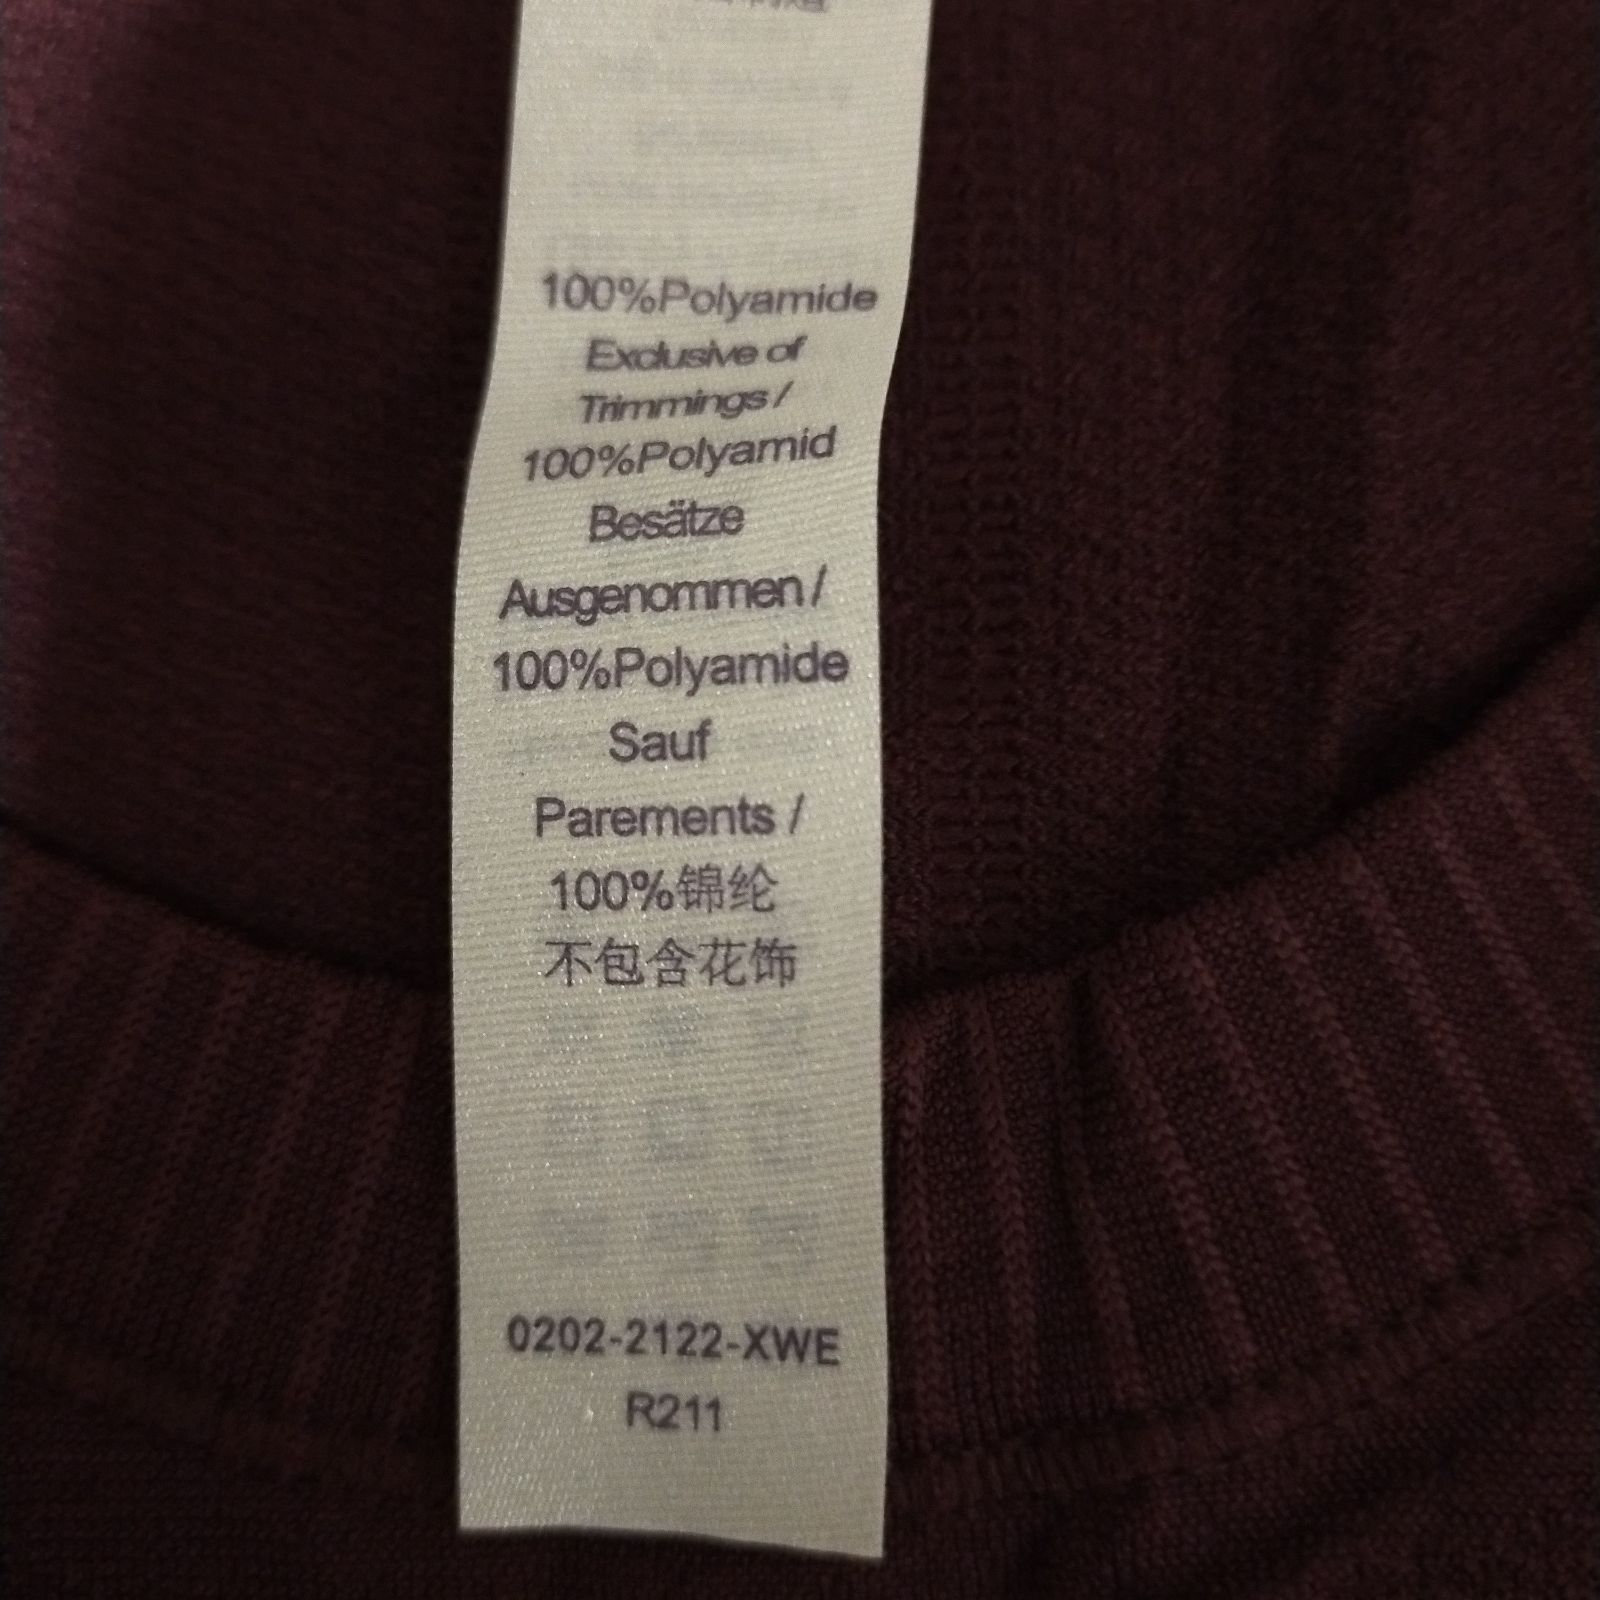 100%Polyamide
Exclusive of
Trimmings /
100%Polyamid
Besätze
Ausgenommen /
100%Polyamide
Sauf
Parements /
100%锦纶
不包含花饰
0202-2122-XWE
R211